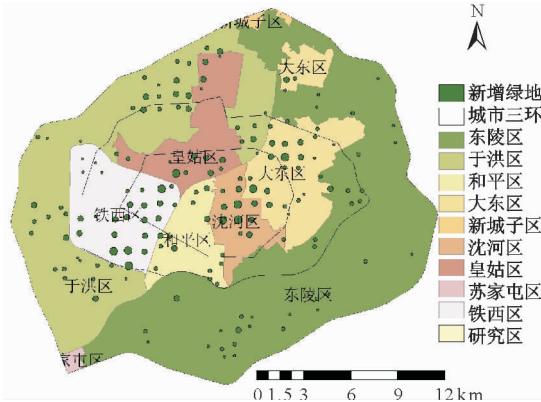 新城子区
N
大东区
皇姑区
大东区
铁西区
沈河区
和平区
于洪区
东陵区
家屯区
新增绿地
城市三环
东陵区
于洪区
和平区
大东区
新城子区
沈河区
皇姑区
苏家屯区
铁西区
研究区
0 1.5 3 6 9 12 km